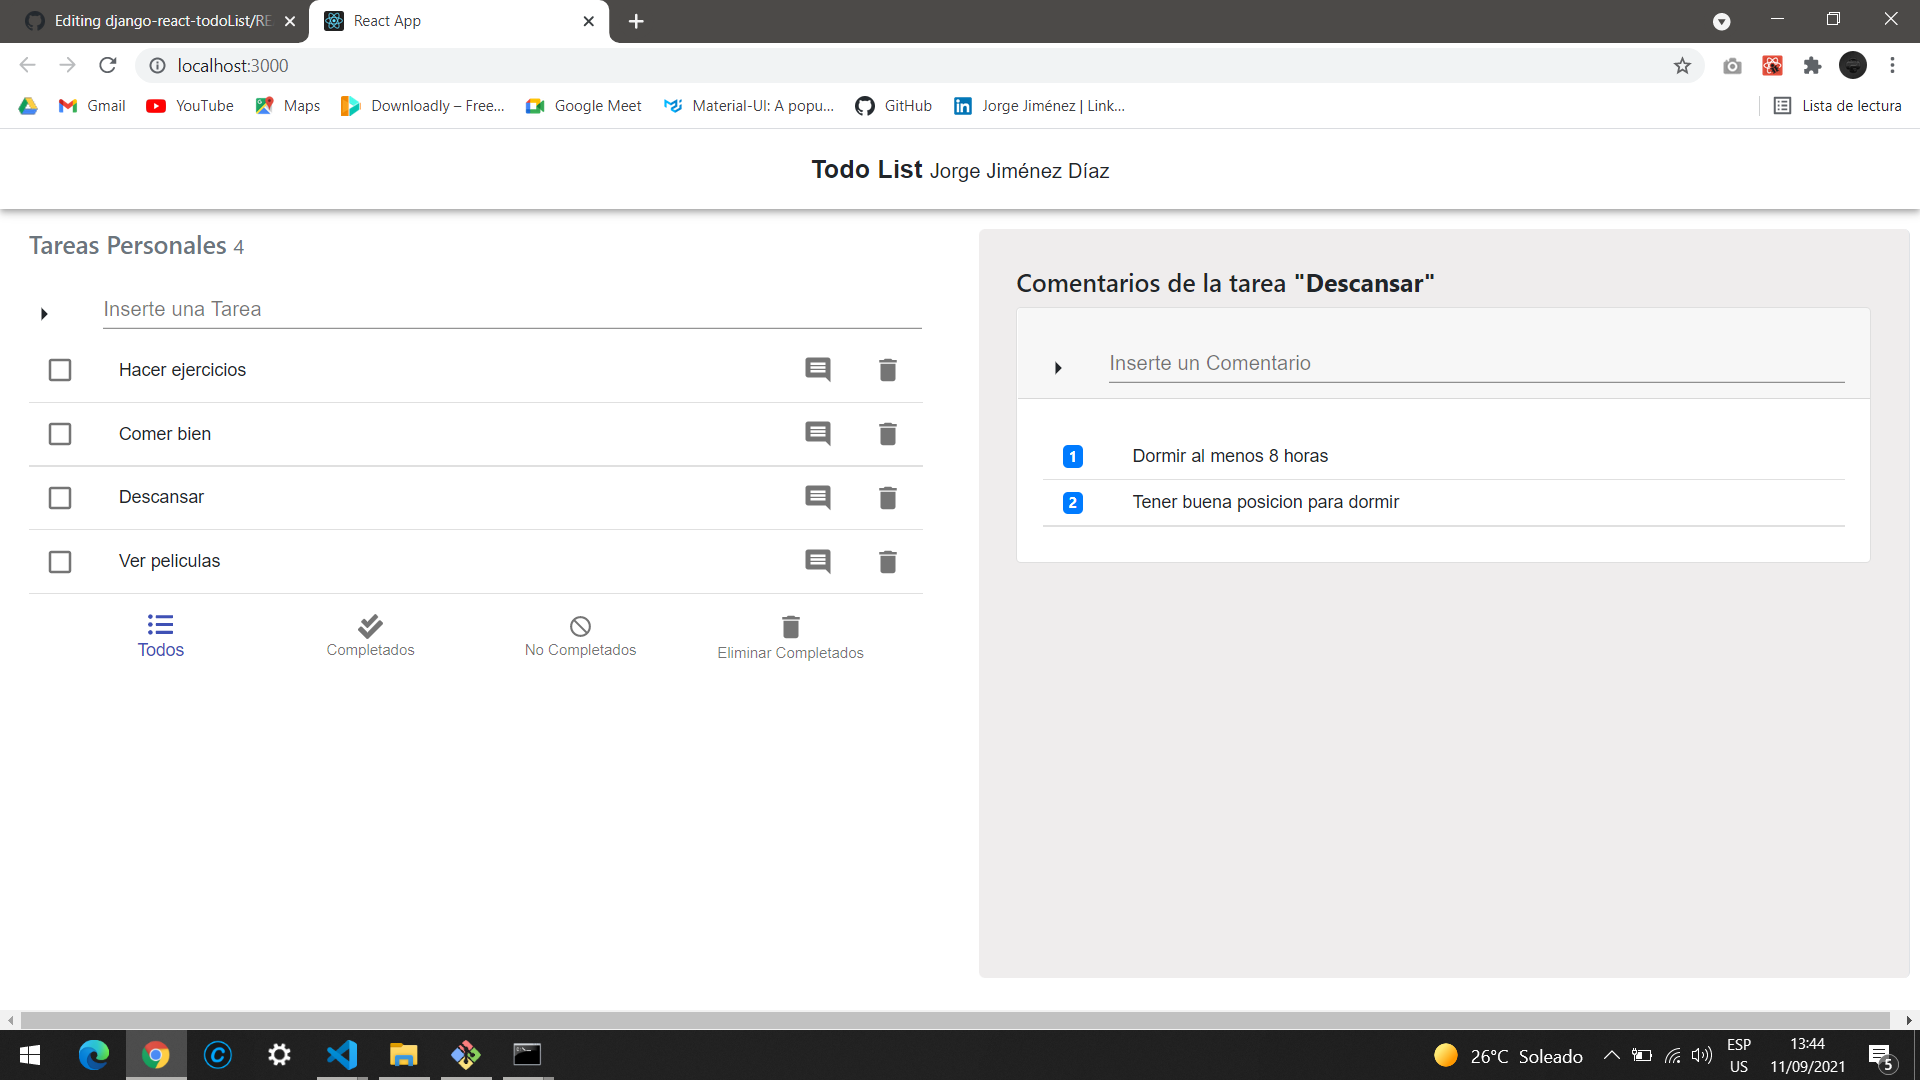 Editing django-react-todoList/RE
React App
localhost:3000
Gmail
YouTube
Maps
Downloadly – Free...
Google Meet
Material-UI: A popu...
GitHub
Jorge Jiménez | Link...
Lista de lectura
Todo List Jorge Jiménez Díaz
Tareas Personales 4
Inserte una Tarea
Hacer ejercicios
Comer bien
Descansar
Ver peliculas
Todos
Completados
No Completados
Eliminar Completados
Comentarios de la tarea "Descansar"
Inserte un Comentario
1 Dormir al menos 8 horas
2 Tener buena posicion para dormir
26°C Soleado
ESP
US
13:44
11/09/2021
5